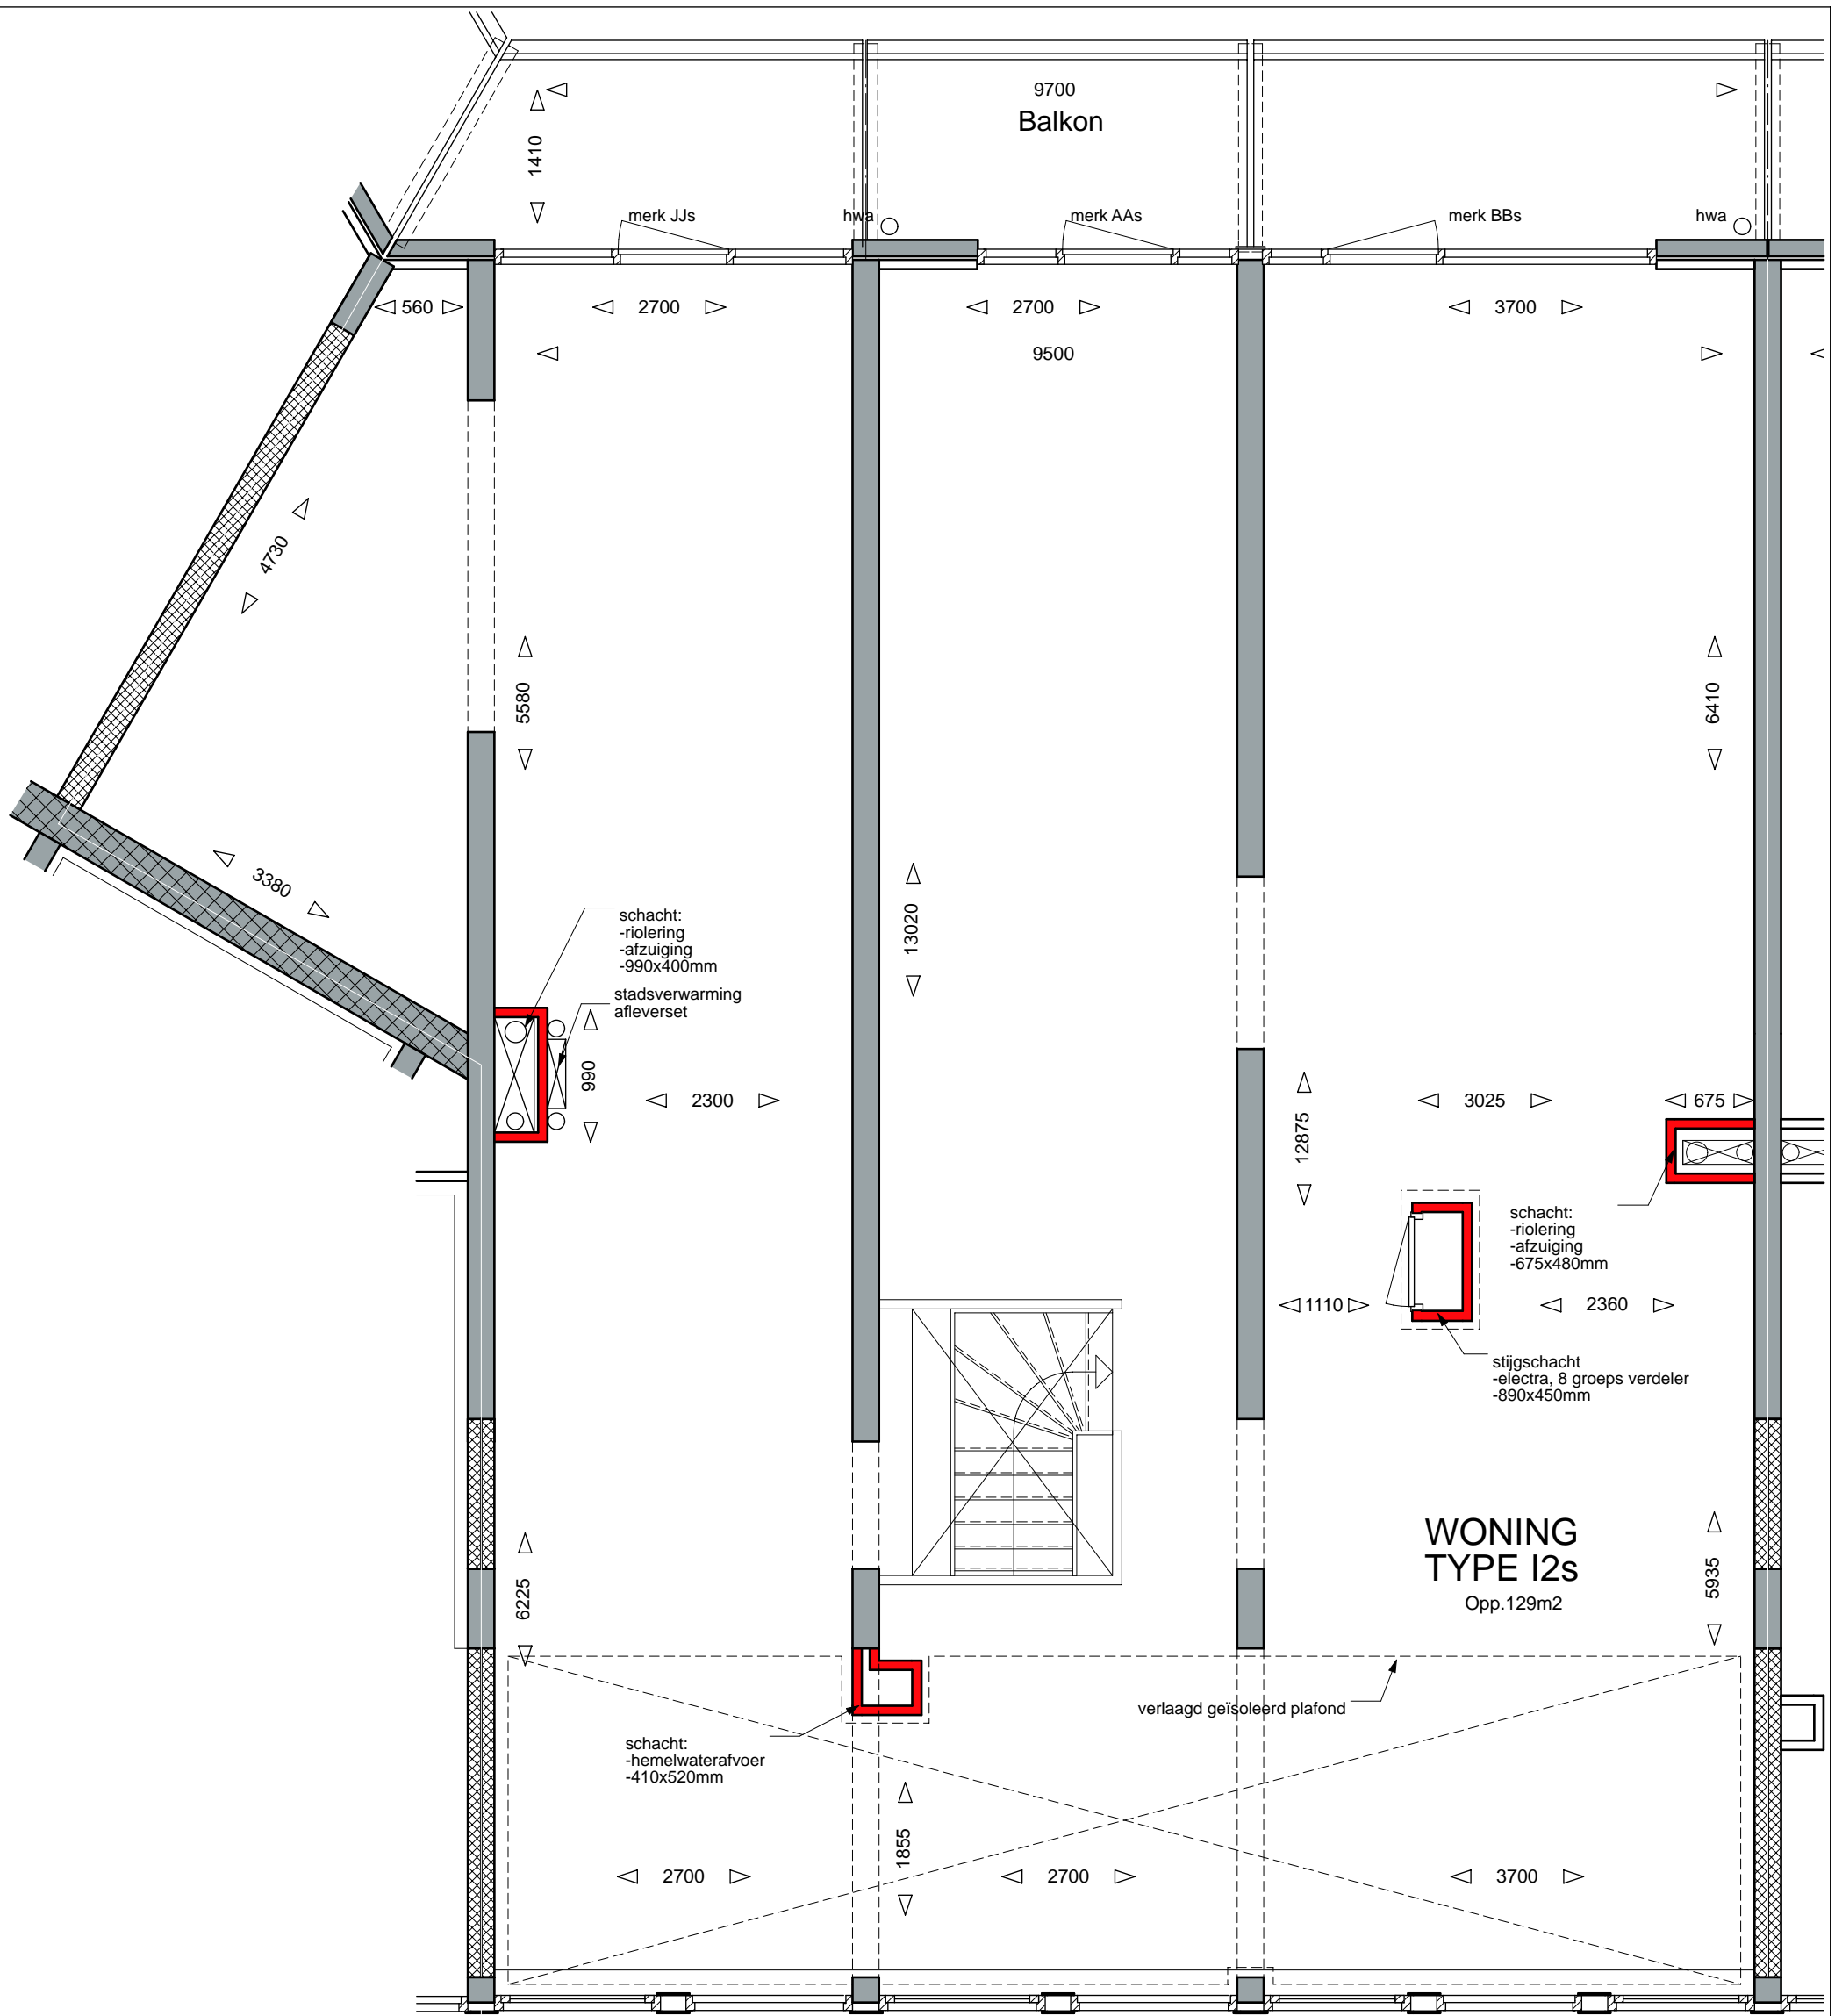 9700
Balkon
1410
merk JJs
hwa
merk AAs
merk BBs
hwa
560
2700
2700
3700
9500
4730
5580
6410
3380
schacht:
-riolering
-afzuiging
-990x400mm
13020
stadsverwarming
afleverset
990
2300
12875
3025
675
schacht:
-riolering
-afzuiging
-675x480mm
1110
2360
stijgschacht
-electra, 8 groeps verdeler
-890x450mm
WONING
TYPE I2s
Opp.129m2
6225
5935
verlaagd geïsoleerd plafond
schacht:
-hemelwaterafvoer
-410x520mm
1855
2700
2700
3700